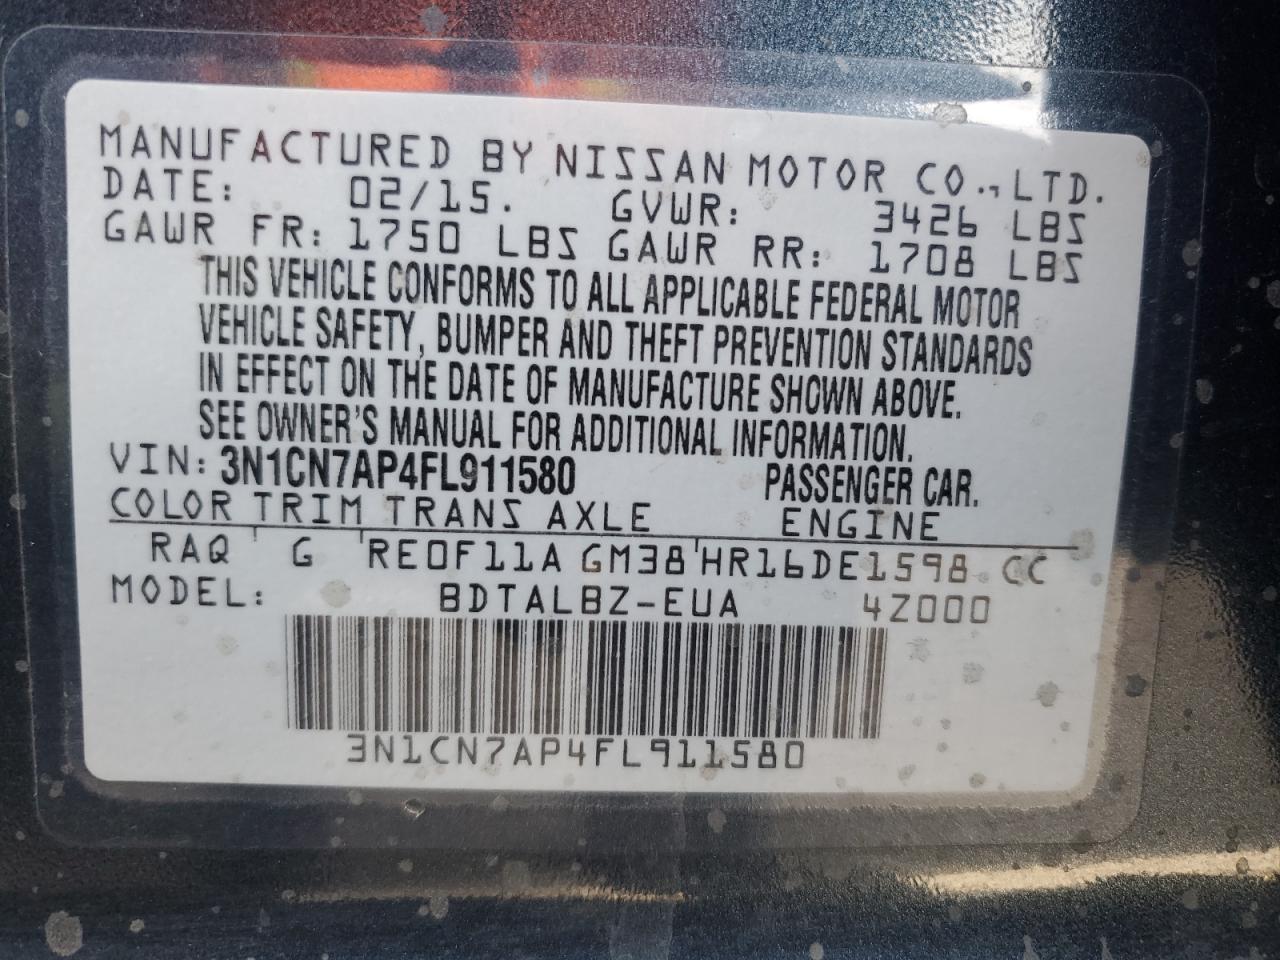 MANUFACTURED BY NISSAN MOTOR CO.,LTD.
DATE: 02/15. GVWR: 3426 LBS
GAWR FR: 1750 LBS GAWR RR: 1708 LBS
THIS VEHICLE CONFORMS TO ALL APPLICABLE FEDERAL MOTOR
VEHICLE SAFETY, BUMPER AND THEFT PREVENTION STANDARDS
IN EFFECT ON THE DATE OF MANUFACTURE SHOWN ABOVE.
SEE OWNER'S MANUAL FOR ADDITIONAL INFORMATION.
VIN: 3N1CN7AP4FL911580 PASSENGER CAR.
COLOR TRIM TRANS AXLE ENGINE
RAQ ' G 'RE0F11A GM38'HR16DE1598 CC
MODEL: BDTALBZ-EUA 4Z000
3N1CN7AP4FL911580